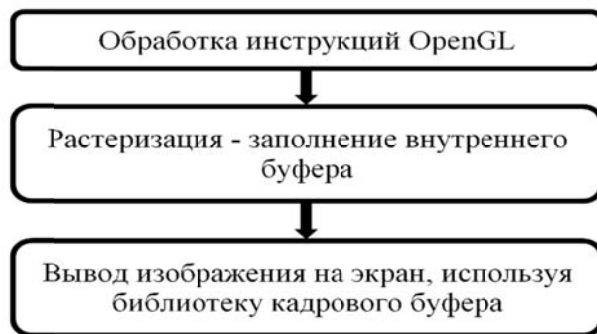 Обработка инструкций OpenGL
Растеризация - заполнение внутреннего
буфера
Вывод изображения на экран, используя
библиотеку кадрового буфера